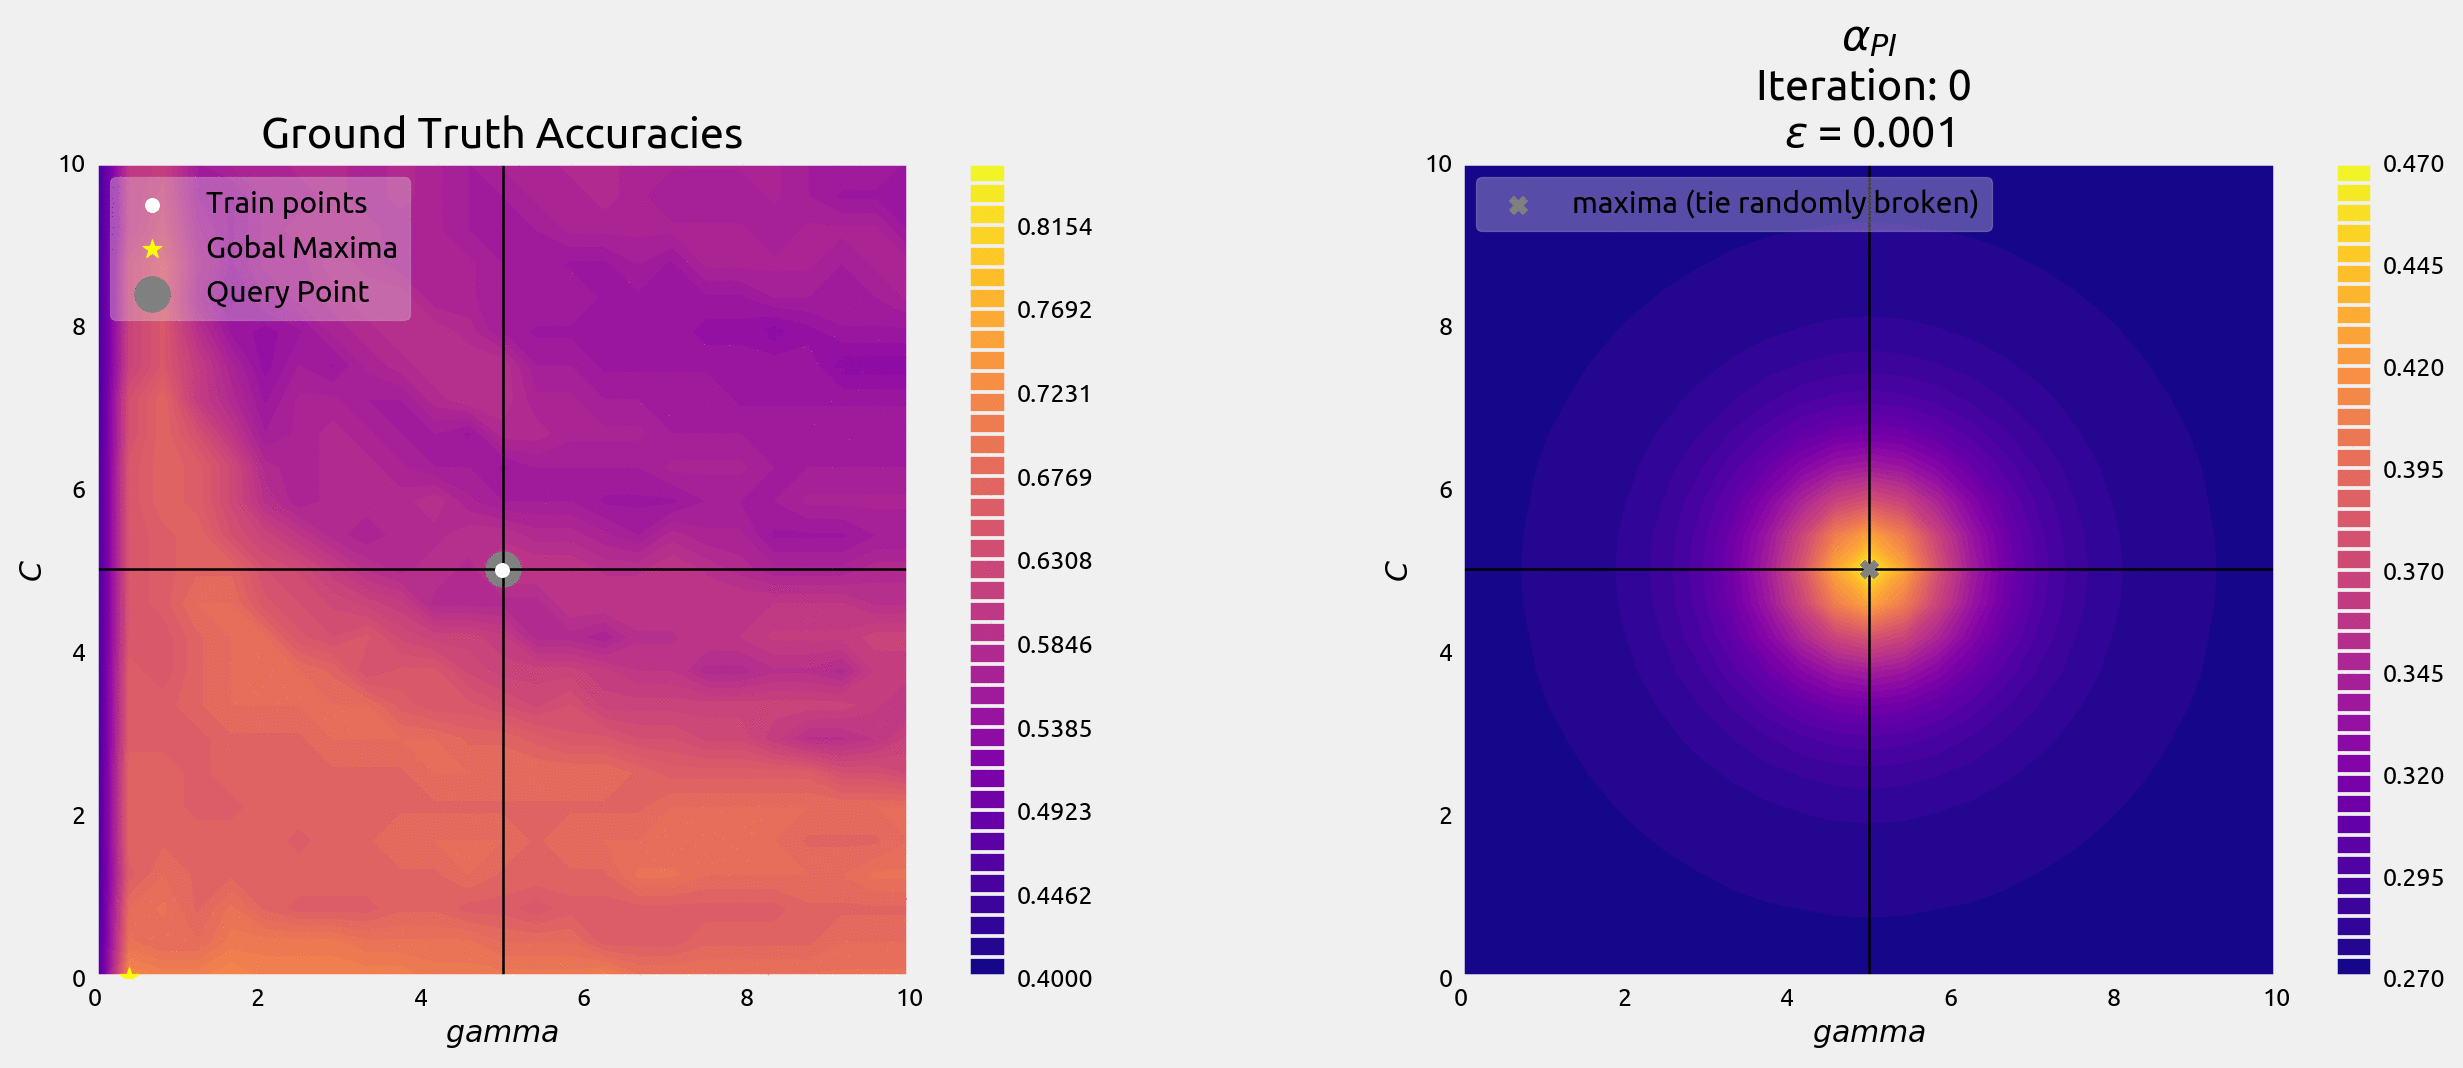 Ground Truth Accuracies
10
8
6
4
2
0
C
Train points
Gobal Maxima
Query Point
0 2 4 6 8 10
gamma
0.8154
0.7692
0.7231
0.6769
0.6308
0.5846
0.5385
0.4923
0.4462
0.4000
α_PI
Iteration: 0
ε = 0.001
10
8
6
4
2
0
C
maxima (tie randomly broken)
0 2 4 6 8 10
gamma
0.470
0.445
0.420
0.395
0.370
0.345
0.320
0.295
0.270